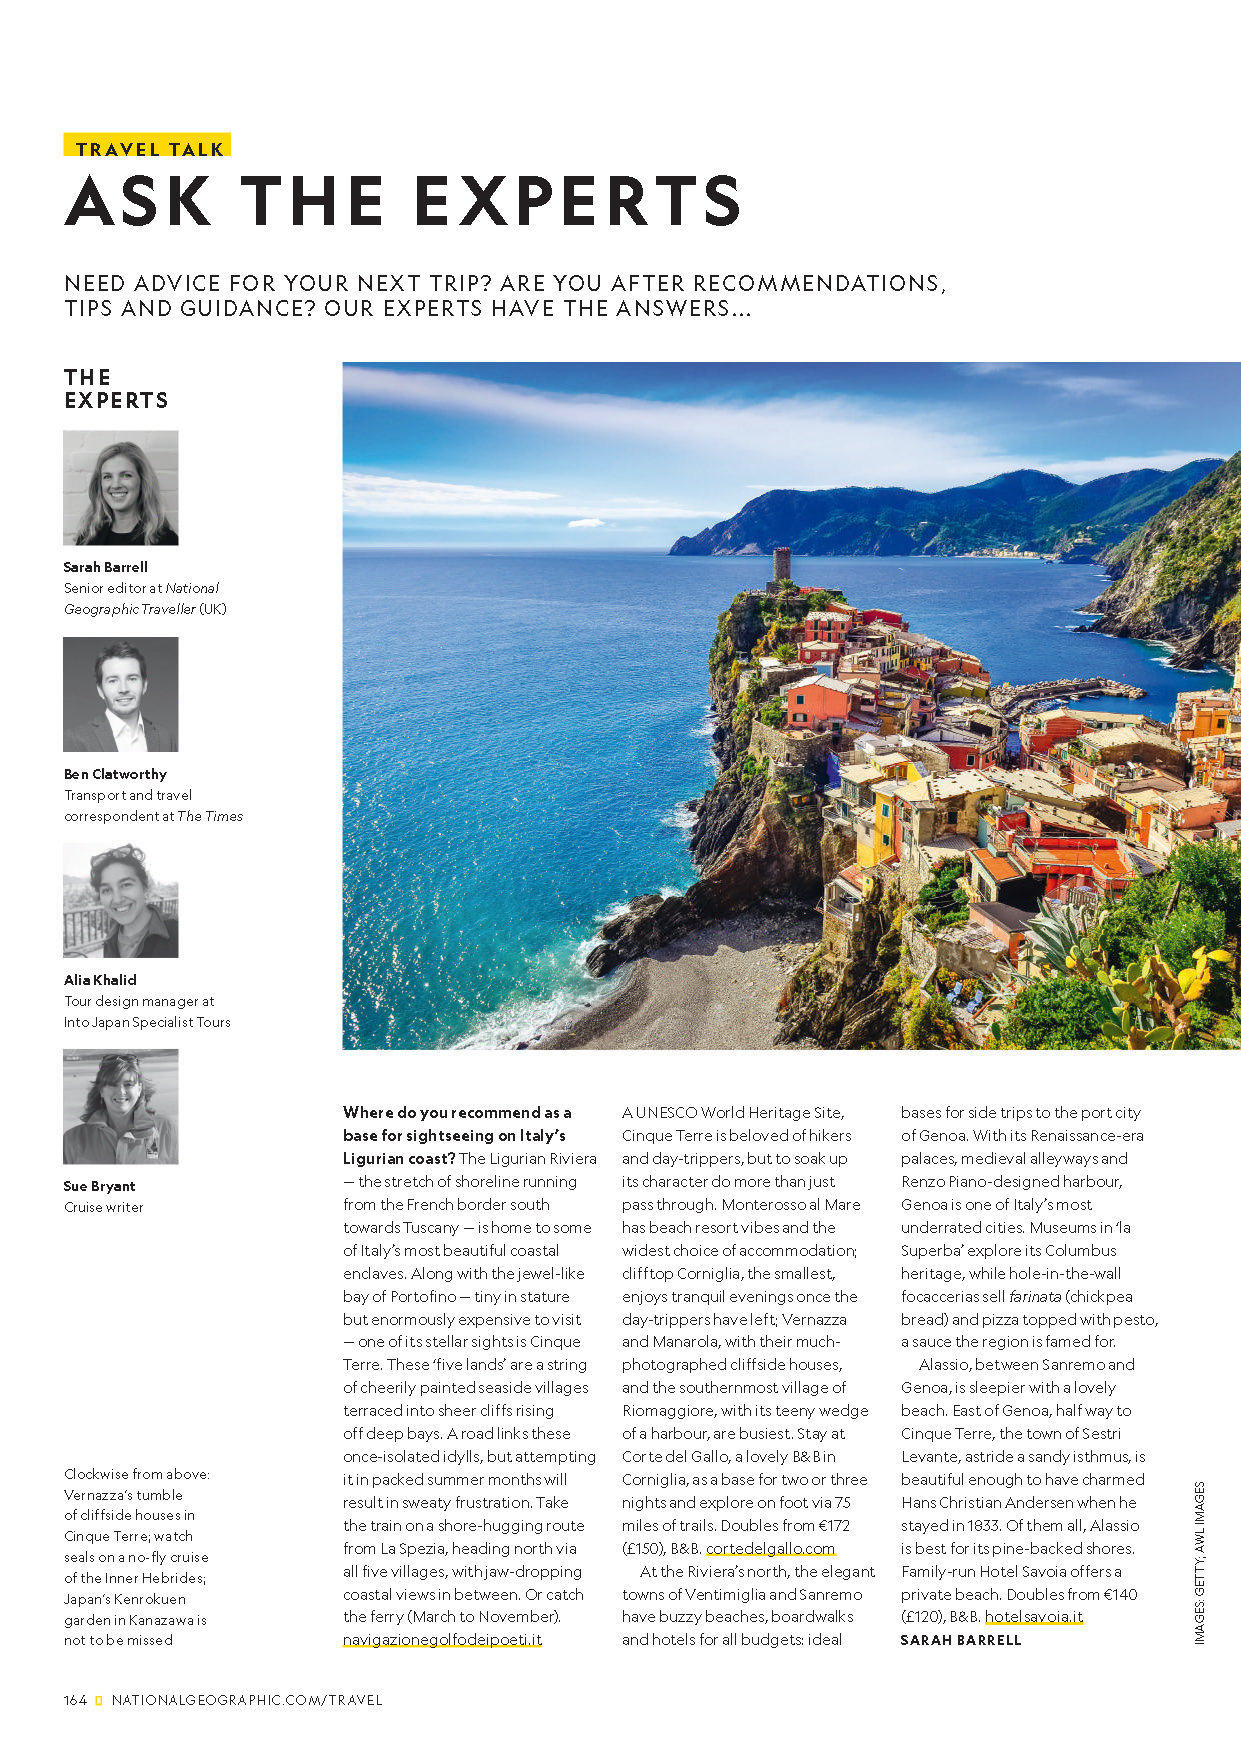 TRAVEL TALK
ASK THE EXPERTS
NEED ADVICE FOR YOUR NEXT TRIP? ARE YOU AFTER RECOMMENDATIONS,
TIPS AND GUIDANCE? OUR EXPERTS HAVE THE ANSWERS...
THE
EXPERTS
Sarah Barrell
Senior editor at National
Geographic Traveller (UK)
Ben Clatworthy
Transport and travel
correspondent at The Times
Alia Khalid
Tour design manager at
Into Japan Specialist Tours
Sue Bryant
Cruise writer
Clockwise from above:
Vernazza's tumble
of cliffside houses in
Cinque Terre; watch
seals on a no-fly cruise
of the Inner Hebrides;
Japan's Kenrokuen
garden in Kanazawa is
not to be missed
Where do you recommend as a
base for sightseeing on Italy's
Ligurian coast? The Ligurian Riviera
— the stretch of shoreline running
from the French border south
towards Tuscany — is home to some
of Italy's most beautiful coastal
enclaves. Along with the jewel-like
bay of Portofino — tiny in stature
but enormously expensive to visit
— one of its stellar sights is Cinque
Terre. These 'five lands' are a string
of cheerily painted seaside villages
terraced into sheer cliffs rising
off deep bays. A road links these
once-isolated idylls, but attempting
it in packed summer months will
result in sweaty frustration. Take
the train on a shore-hugging route
from La Spezia, heading north via
all five villages, with jaw-dropping
coastal views in between. Or catch
the ferry (March to November).
navigazionegolfodeipoeti.it
A UNESCO World Heritage Site,
Cinque Terre is beloved of hikers
and day-trippers, but to soak up
its character do more than just
pass through. Monterosso al Mare
has beach resort vibes and the
widest choice of accommodation;
clifftop Corniglia, the smallest,
enjoys tranquil evenings once the
day-trippers have left; Vernazza
and Manarola, with their much-
photographed cliffside houses,
and the southernmost village of
Riomaggiore, with its teeny wedge
of a harbour, are busiest. Stay at
Corte del Gallo, a lovely B&B in
Corniglia, as a base for two or three
nights and explore on foot via 75
miles of trails. Doubles from €172
(£150), B&B. cortedelgallo.com
At the Riviera's north, the elegant
towns of Ventimiglia and Sanremo
have buzzy beaches, boardwalks
and hotels for all budgets: ideal
bases for side trips to the port city
of Genoa. With its Renaissance-era
palaces, medieval alleyways and
Renzo Piano-designed harbour,
Genoa is one of Italy's most
underrated cities. Museums in 'la
Superba' explore its Columbus
heritage, while hole-in-the-wall
focaccerias sell farinata (chickpea
bread) and pizza topped with pesto,
a sauce the region is famed for.
Alassio, between Sanremo and
Genoa, is sleepier with a lovely
beach. East of Genoa, half way to
Cinque Terre, the town of Sestri
Levante, astride a sandy isthmus, is
beautiful enough to have charmed
Hans Christian Andersen when he
stayed in 1833. Of them all, Alassio
is best for its pine-backed shores.
Family-run Hotel Savoia offers a
private beach. Doubles from €140
(£120), B&B. hotelsavoia.it
SARAH BARRELL
IMAGES: GETTY; AWL IMAGES
164 NATIONALGEOGRAPHIC.COM/TRAVEL